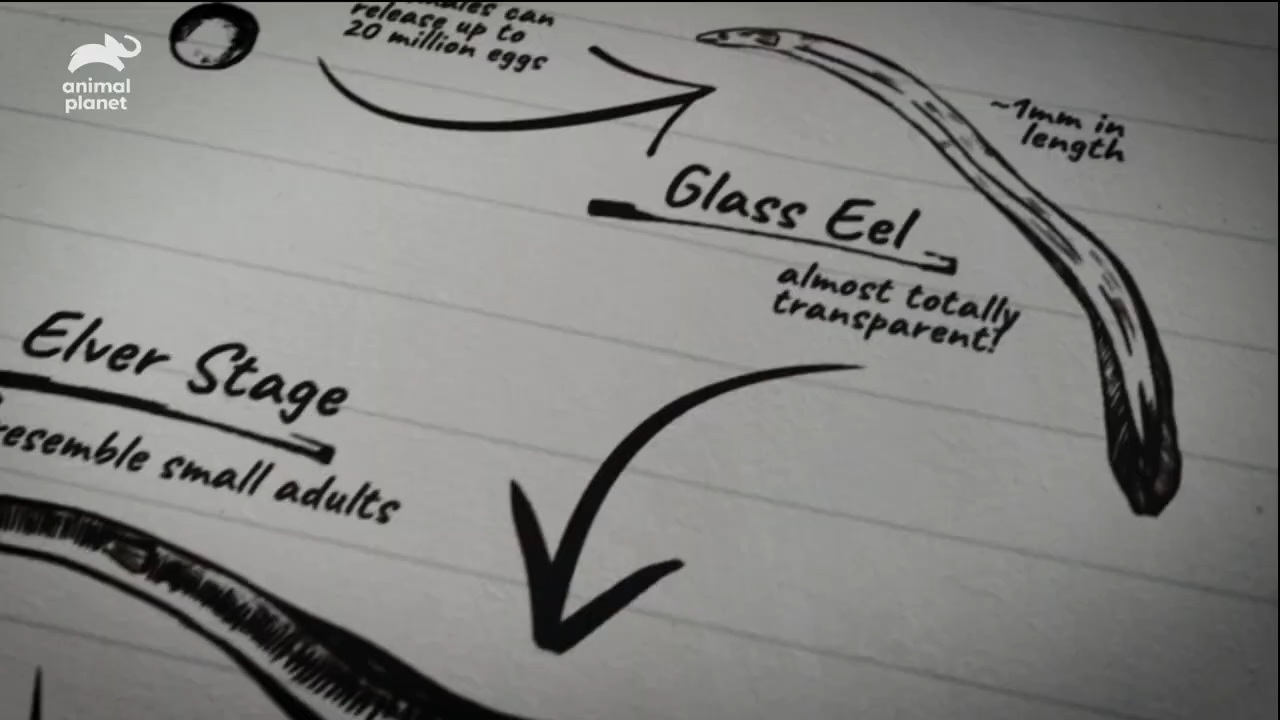 animal
planet
can
release up to
20 million eggs
~1mm in
length
Glass Eel
almost totally
transparent!
Elver Stage
resemble small adults